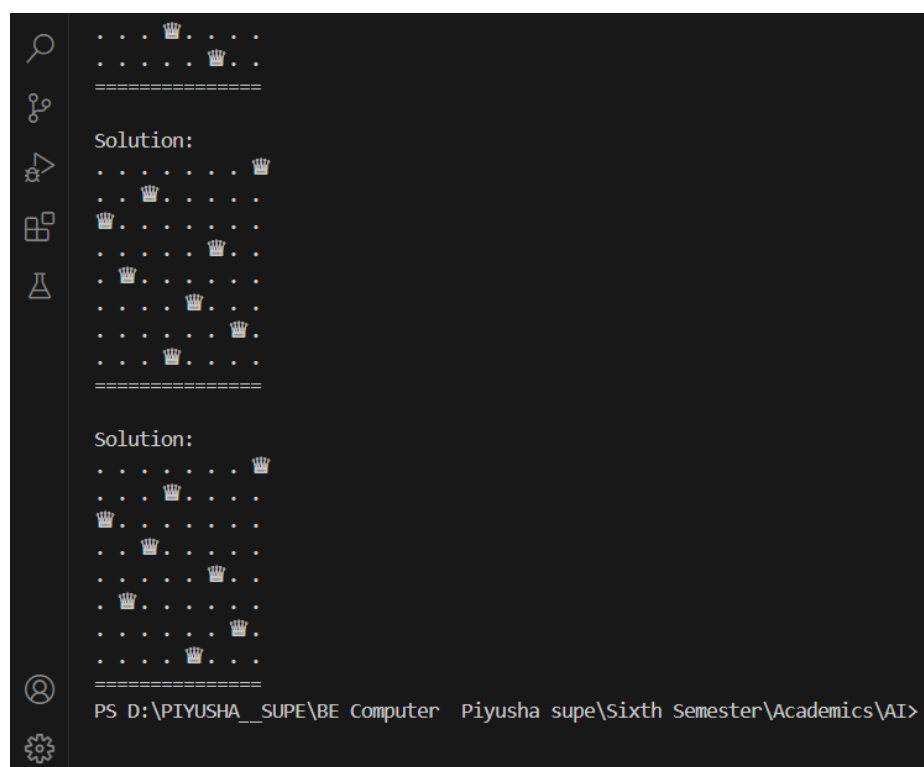 . . . ♛. . . .
. . . . . ♛. .
===============
Solution:
. . . . . . . ♛
. . ♛. . . . .
♛. . . . . . .
. . . . . ♛. .
. ♛. . . . . .
. . . . ♛. . .
. . . . . . ♛.
. . . ♛. . . .
===============
Solution:
. . . . . . . ♛
. . . ♛. . . .
♛. . . . . . .
. . ♛. . . . .
. . . . . ♛. .
. ♛. . . . . .
. . . . . . ♛.
. . . . ♛. . .
===============
PS D:\PIYUSHA__SUPE\BE Computer  Piyusha supe\Sixth Semester\Academics\AI>